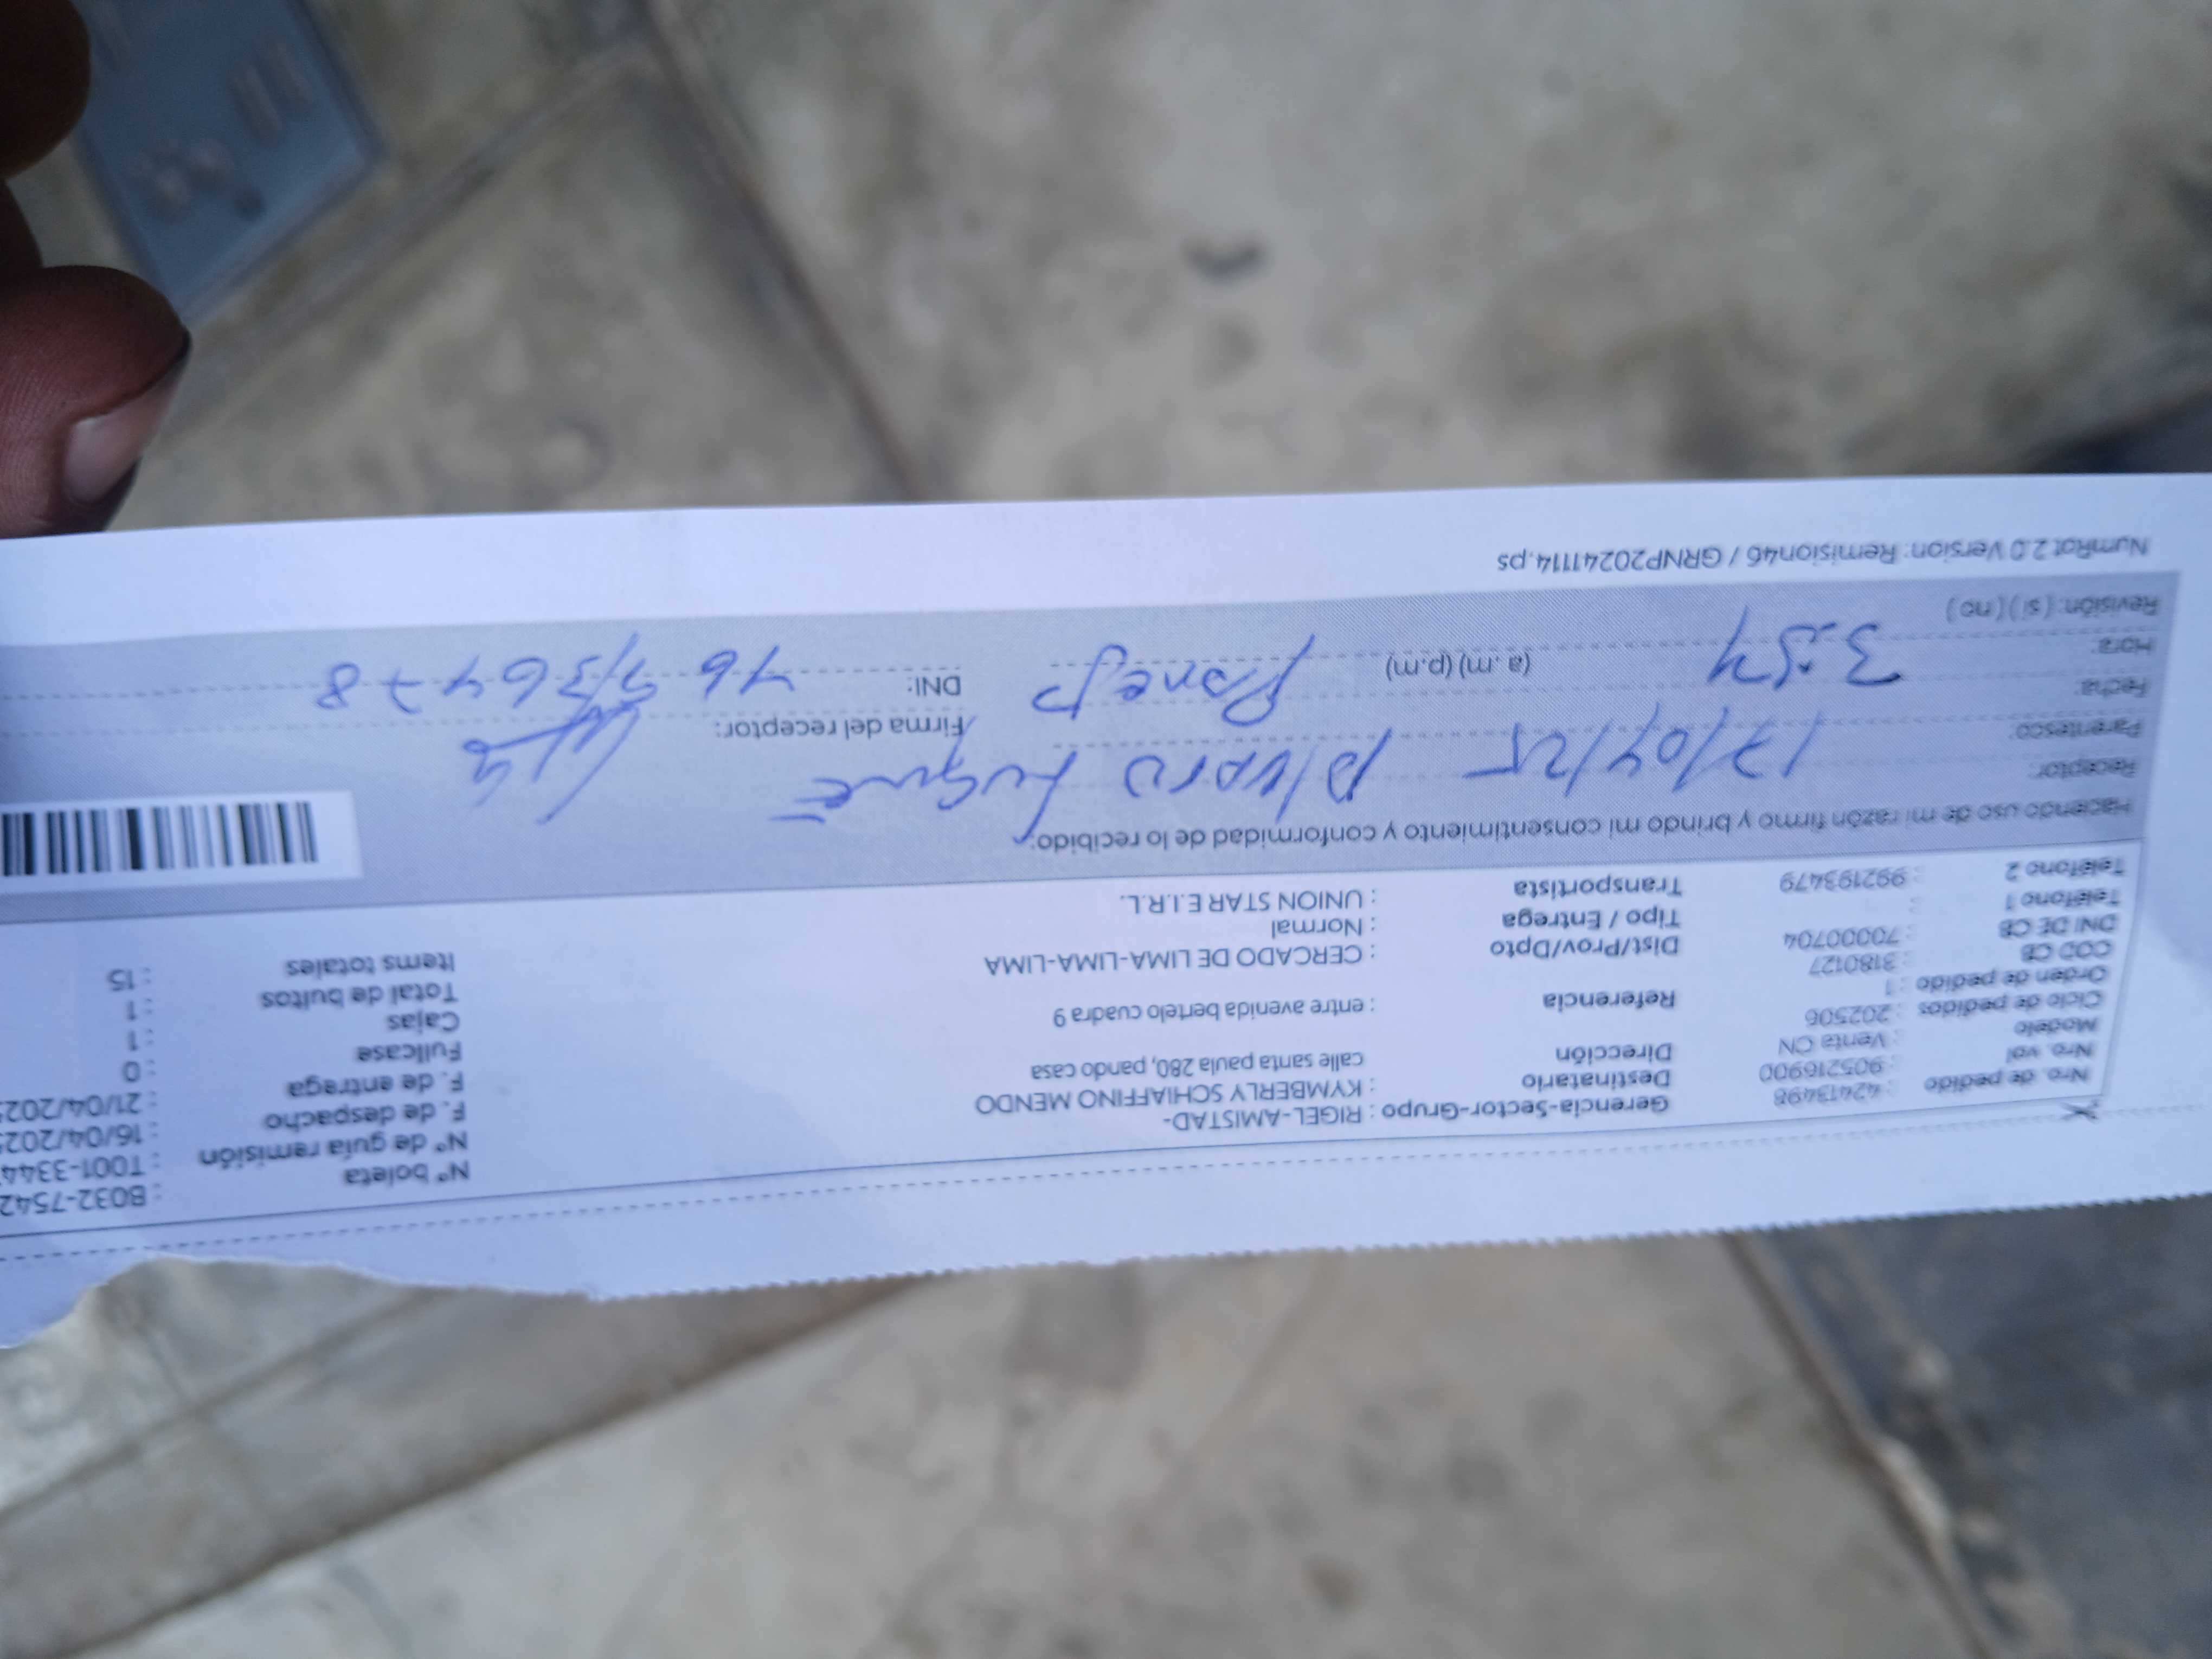 Nro. de pedido : 42413498 Gerencia-Sector-Grupo : RIGEL-AMISTAD- N° boleta : B032-7542
Nro. vol : 905216900 Destinatario : KYMBERLY SCHIAFFINO MENDO N° de guía remisión : T001-3344
Modelo : Venta CN Dirección calle santa paula 280, pando casa F. de despacho : 16/04/202
Ciclo de pedidos : 202506 F. de entrega : 21/04/202
Orden de pedido : 1 Referencia : entre avenida bertelo cuadra 9 Fullcase : 0
COD CB : 3180127 Dist/Prov/Dpto : CERCADO DE LIMA-LIMA-LIMA Cajas : 1
DNI DE CB : 70000704 Tipo / Entrega : Normal Total de bultos : 1
Teléfono 1 : Transportista : UNION STAR E.I.R.L. Items totales : 15
Teléfono 2 : 992193479
Haciendo uso de mi razón firmo y brindo mi consentimiento y conformidad de lo recibido:
Receptor:
Parentesco: 17/04/25 Firma del receptor:
Fecha: DNI:
Hora: 3:54 (a.m) (p.m)
Revisión: (si) (no)
NumRot 2.0 Version: Remision46 / GRNP20241114.ps